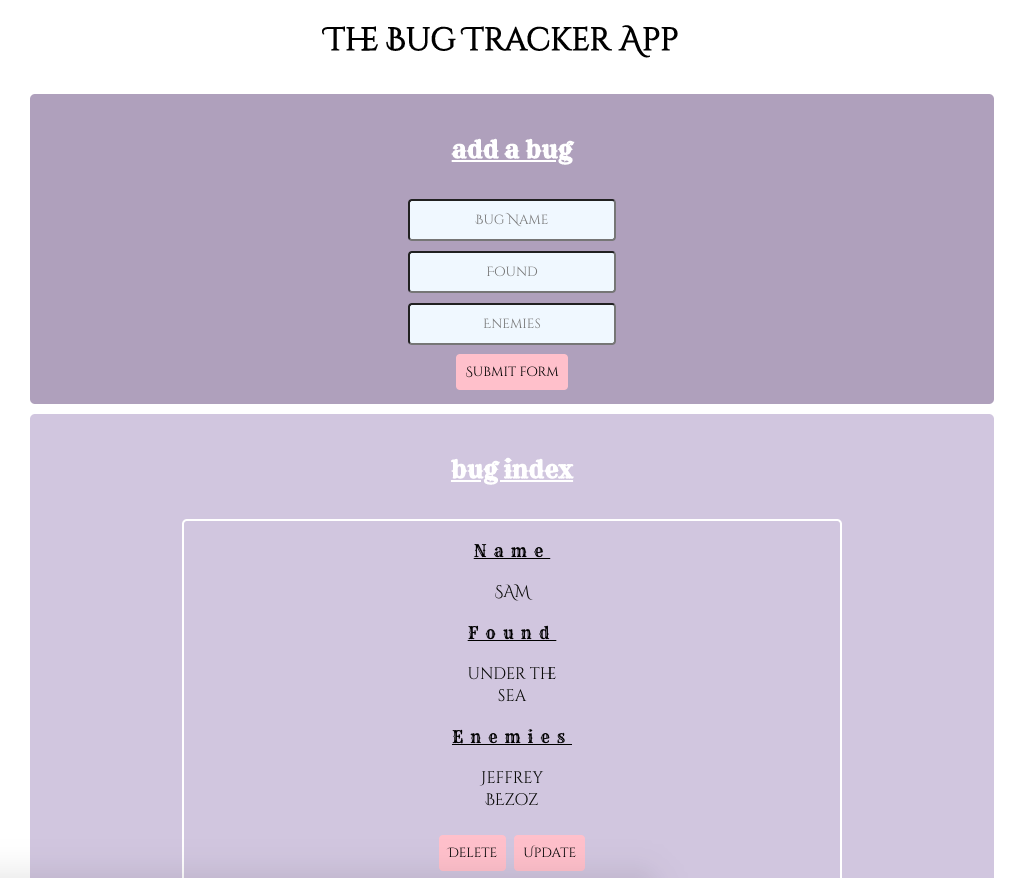 The Bug Tracker App
add a bug
Bug Name
Found
Enemies
Submit form
bug index
Name
SAM
Found
UNDER THE
SEA
Enemies
JEFFREY
BEZOZ
Delete
Update